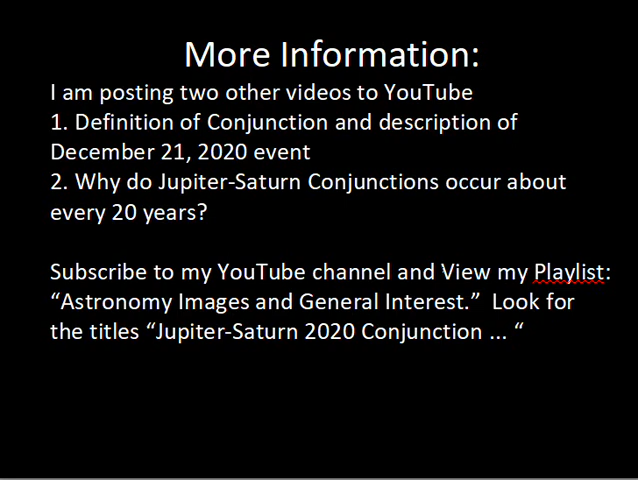 More Information:
I am posting two other videos to YouTube
1. Definition of Conjunction and description of
December 21, 2020 event
2. Why do Jupiter-Saturn Conjunctions occur about
every 20 years?
Subscribe to my YouTube channel and View my Playlist:
“Astronomy Images and General Interest.”  Look for
the titles “Jupiter-Saturn 2020 Conjunction ... “